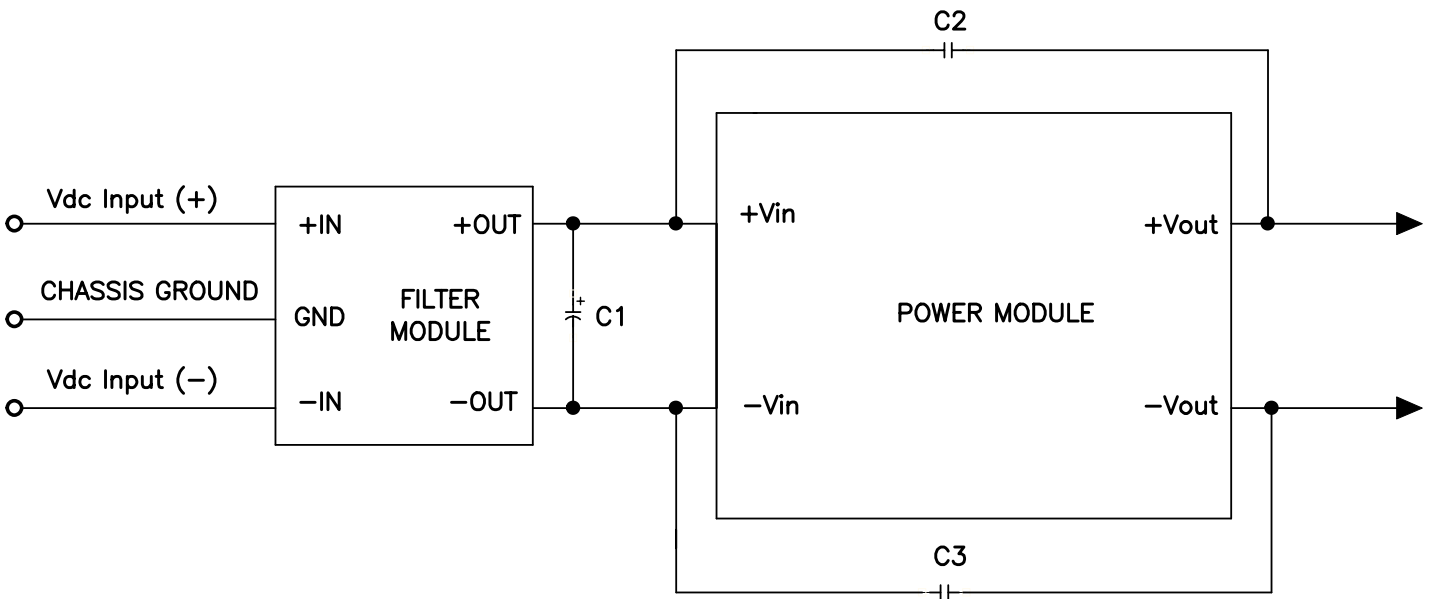 C2
Vdc Input (+)
+IN
+OUT
+Vin
+Vout
CHASSIS GROUND
GND
FILTER
MODULE
+
C1
POWER MODULE
Vdc Input (−)
−IN
−OUT
−Vin
−Vout
C3